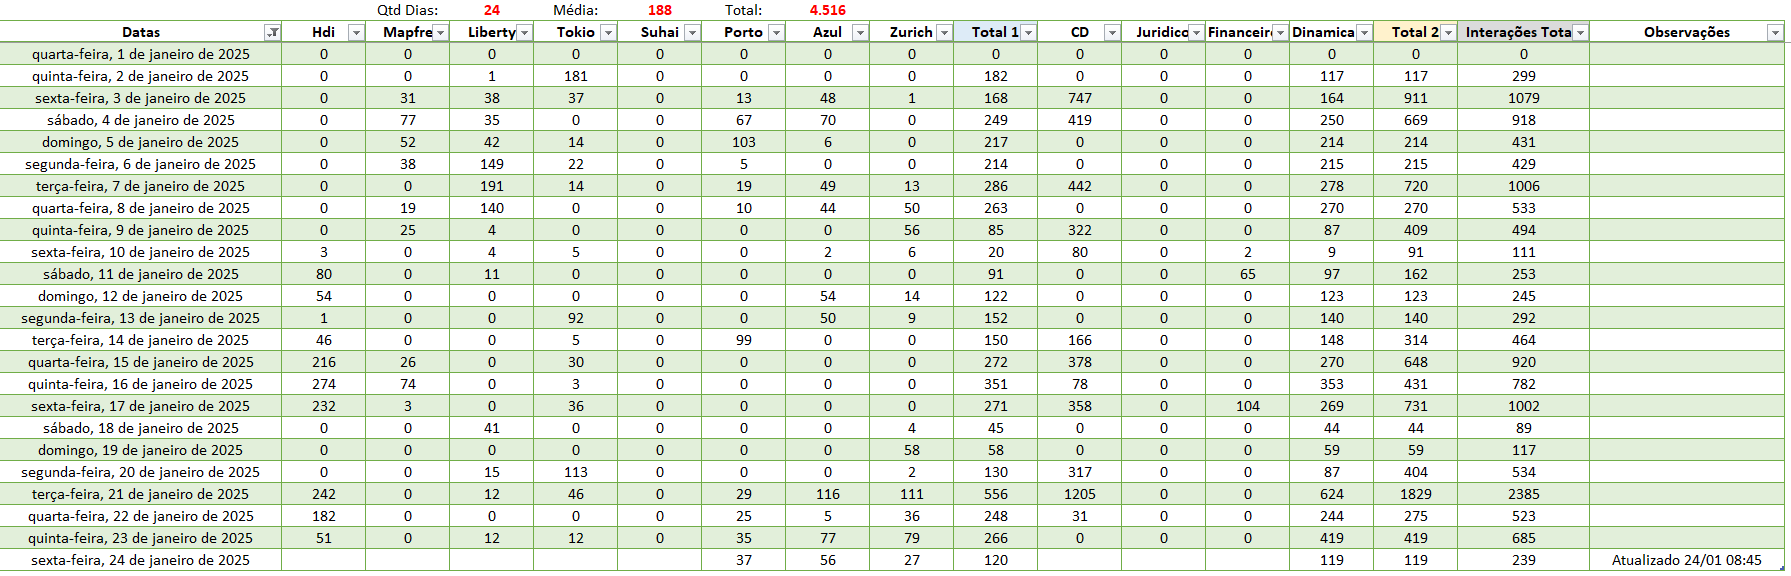 Qtd Dias: 24 Média: 188 Total: 4.516
Datas Hdi Mapfre Liberty Tokio Suhai Porto Azul Zurich Total 1 CD Juridico Financeiro Dinamica Total 2 Interações Tota Observações
quarta-feira, 1 de janeiro de 2025 0 0 0 0 0 0 0 0 0 0 0 0 0 0 0
quinta-feira, 2 de janeiro de 2025 0 0 1 181 0 0 0 0 182 0 0 0 117 117 299
sexta-feira, 3 de janeiro de 2025 0 31 38 37 0 13 48 1 168 747 0 0 164 911 1079
sábado, 4 de janeiro de 2025 0 77 35 0 0 67 70 0 249 419 0 0 250 669 918
domingo, 5 de janeiro de 2025 0 52 42 14 0 103 6 0 217 0 0 0 214 214 431
segunda-feira, 6 de janeiro de 2025 0 38 149 22 0 5 0 0 214 0 0 0 215 215 429
terça-feira, 7 de janeiro de 2025 0 0 191 14 0 19 49 13 286 442 0 0 278 720 1006
quarta-feira, 8 de janeiro de 2025 0 19 140 0 0 10 44 50 263 0 0 0 270 270 533
quinta-feira, 9 de janeiro de 2025 0 25 4 0 0 0 0 56 85 322 0 0 87 409 494
sexta-feira, 10 de janeiro de 2025 3 0 4 5 0 0 2 6 20 80 0 2 9 91 111
sábado, 11 de janeiro de 2025 80 0 11 0 0 0 0 0 91 0 0 65 97 162 253
domingo, 12 de janeiro de 2025 54 0 0 0 0 0 54 14 122 0 0 0 123 123 245
segunda-feira, 13 de janeiro de 2025 1 0 0 92 0 0 50 9 152 0 0 0 140 140 292
terça-feira, 14 de janeiro de 2025 46 0 0 5 0 99 0 0 150 166 0 0 148 314 464
quarta-feira, 15 de janeiro de 2025 216 26 0 30 0 0 0 0 272 378 0 0 270 648 920
quinta-feira, 16 de janeiro de 2025 274 74 0 3 0 0 0 0 351 78 0 0 353 431 782
sexta-feira, 17 de janeiro de 2025 232 3 0 36 0 0 0 0 271 358 0 104 269 731 1002
sábado, 18 de janeiro de 2025 0 0 41 0 0 0 0 4 45 0 0 0 44 44 89
domingo, 19 de janeiro de 2025 0 0 0 0 0 0 0 58 58 0 0 0 59 59 117
segunda-feira, 20 de janeiro de 2025 0 0 15 113 0 0 0 2 130 317 0 0 87 404 534
terça-feira, 21 de janeiro de 2025 242 0 12 46 0 29 116 111 556 1205 0 0 624 1829 2385
quarta-feira, 22 de janeiro de 2025 182 0 0 0 0 25 5 36 248 31 0 0 244 275 523
quinta-feira, 23 de janeiro de 2025 51 0 12 12 0 35 77 79 266 0 0 0 419 419 685
sexta-feira, 24 de janeiro de 2025 37 56 27 120 119 119 239 Atualizado 24/01 08:45